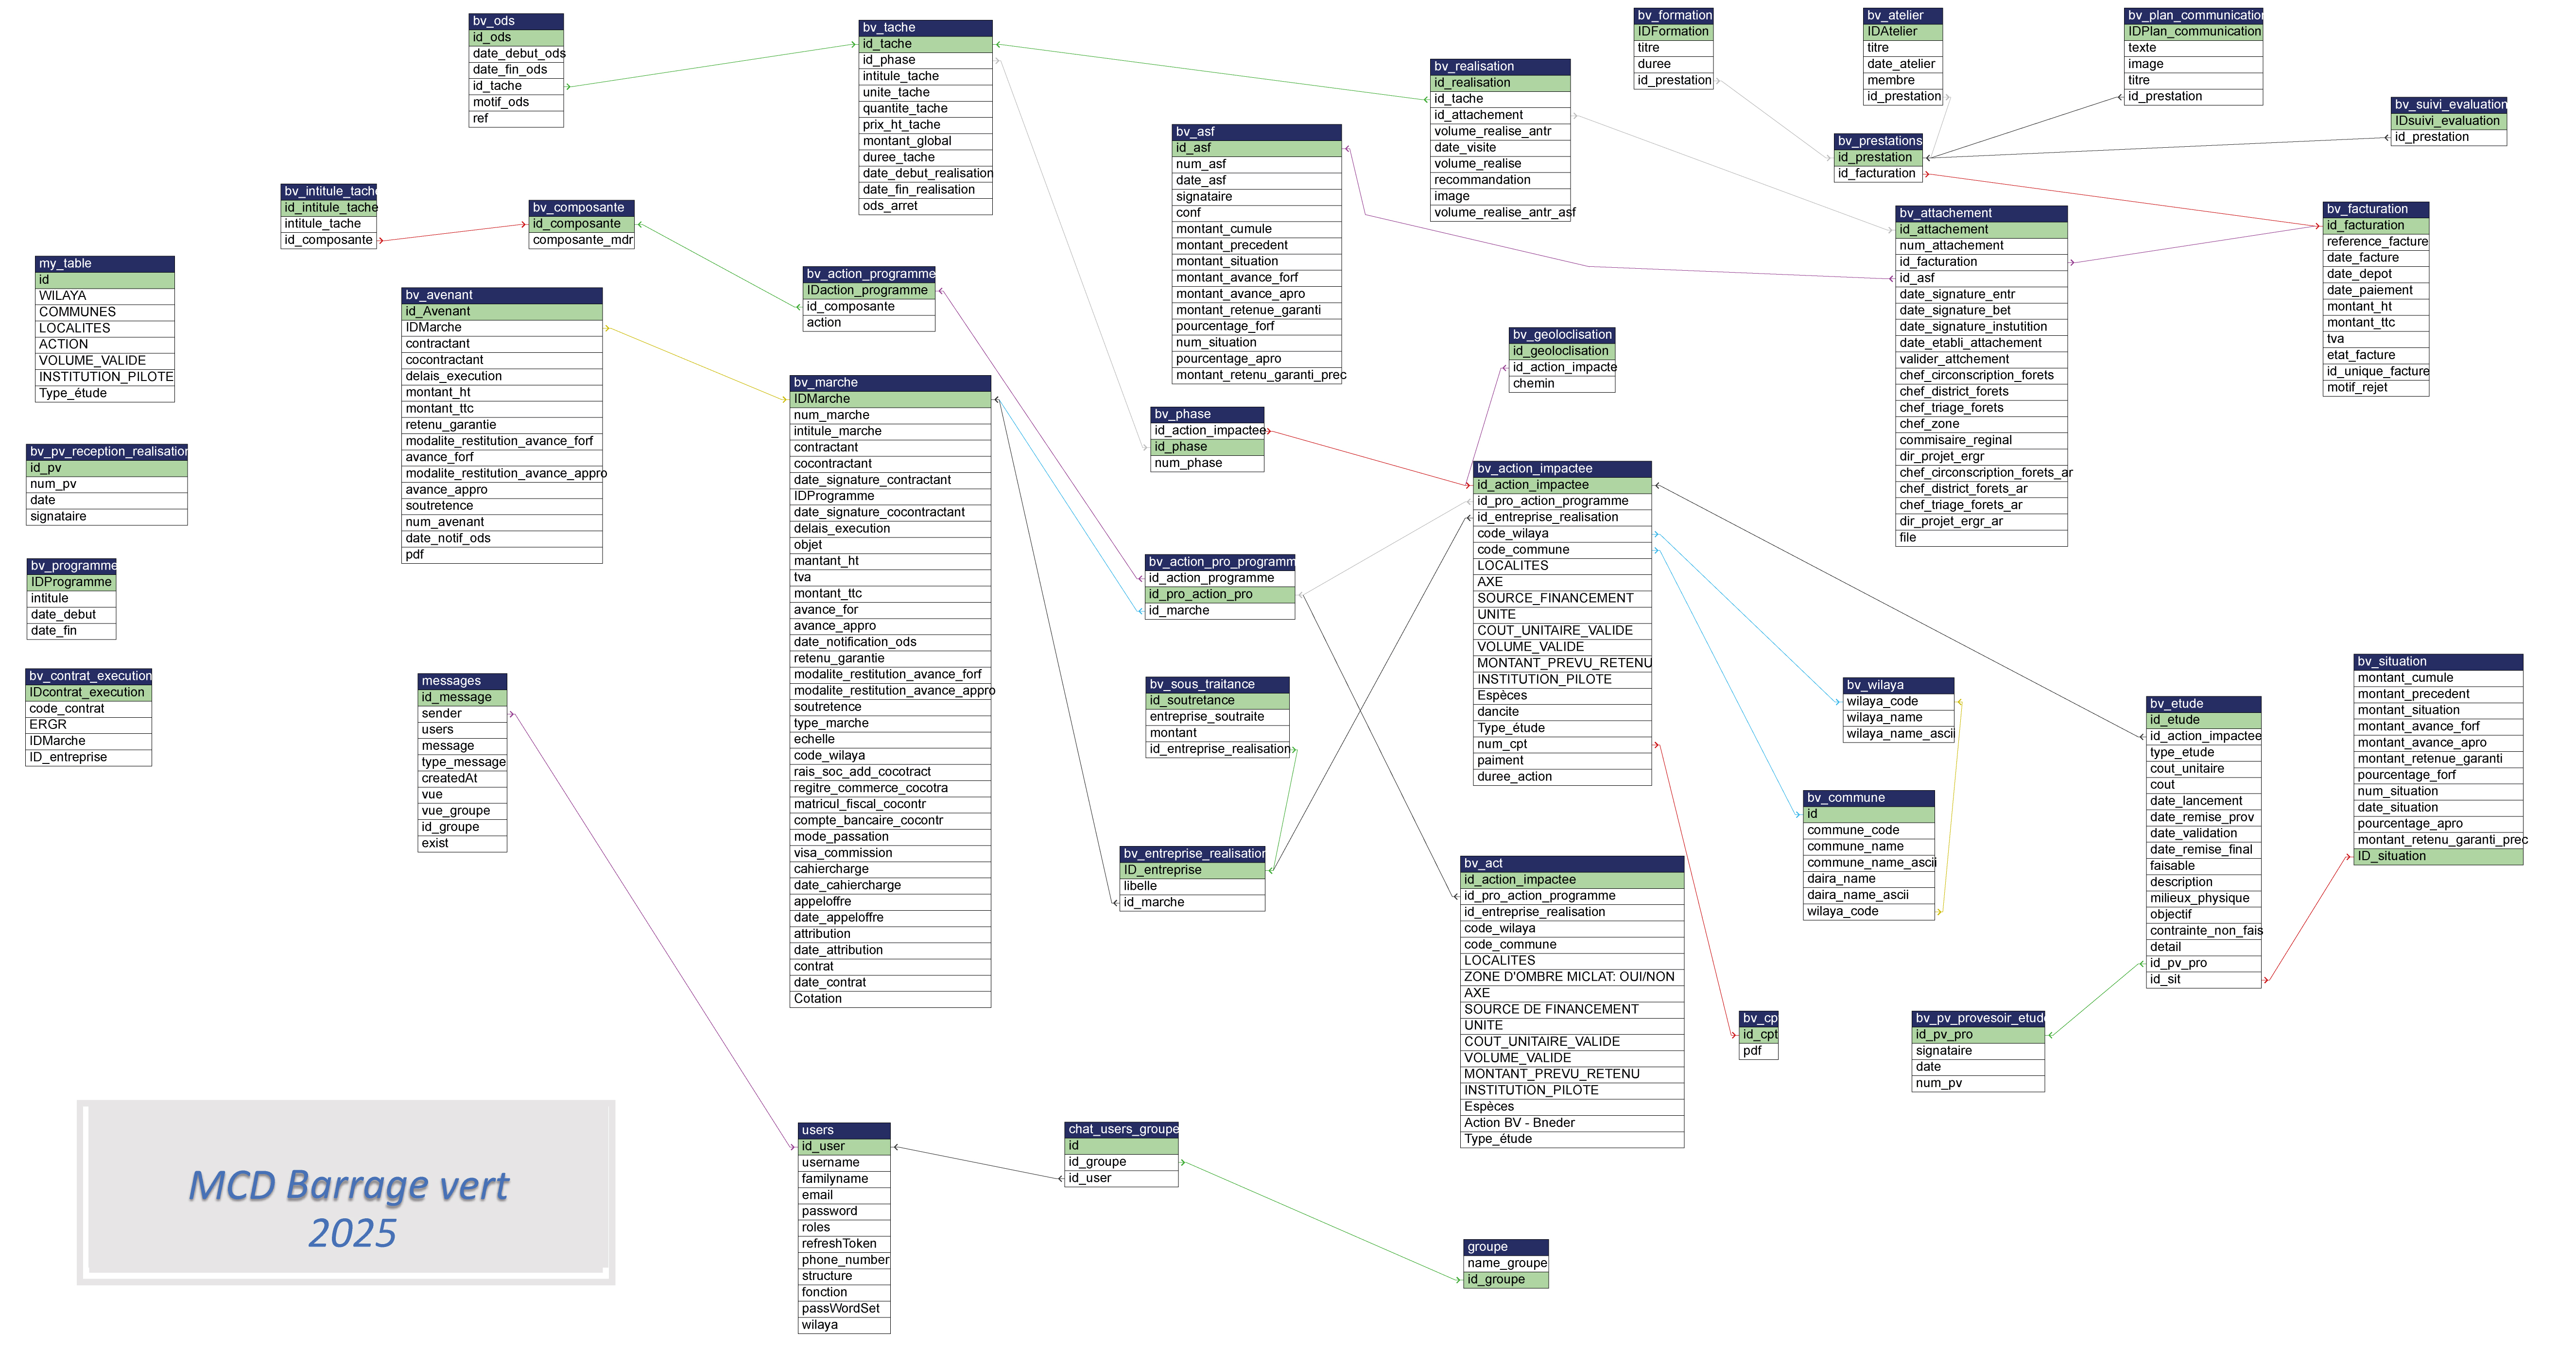 bv_ods
id_ods
date_debut_ods
date_fin_ods
id_tache
motif_ods
ref
bv_tache
id_tache
id_phase
intitule_tache
unite_tache
quantite_tache
prix_ht_tache
montant_global
duree_tache
date_debut_realisation
date_fin_realisation
ods_arret
bv_realisation
id_realisation
id_tache
id_attachement
volume_realise_antr
date_visite
volume_realise
recommandation
image
volume_realise_antr_asf
bv_formation
IDFormation
titre
duree
id_prestation
bv_atelier
IDAtelier
titre
date_atelier
membre
id_prestation
bv_plan_communication
IDPlan_communication
texte
image
titre
id_prestation
bv_suivi_evaluation
IDsuivi_evaluation
id_prestation
bv_prestations
id_prestation
id_facturation
bv_asf
id_asf
num_asf
date_asf
signataire
conf
montant_cumule
montant_precedent
montant_situation
montant_avance_forf
montant_avance_apro
montant_retenue_garanti
pourcentage_forf
num_situation
pourcentage_apro
montant_retenu_garanti_prec
bv_intitule_tache
id_intitule_tache
intitule_tache
id_composante
bv_composante
id_composante
composante_mdr
bv_attachement
id_attachement
num_attachement
id_facturation
id_asf
date_signature_entr
date_signature_bet
date_signature_instutition
date_etabli_attachement
valider_attchement
chef_circonscription_forets
chef_district_forets
chef_triage_forets
chef_zone
commisaire_reginal
dir_projet_ergr
chef_circonscription_forets_ar
chef_district_forets_ar
chef_triage_forets_ar
dir_projet_ergr_ar
file
bv_facturation
id_facturation
reference_facture
date_facture
date_depot
date_paiement
montant_ht
montant_ttc
tva
etat_facture
id_unique_facture
motif_rejet
my_table
id
WILAYA
COMMUNES
LOCALITES
ACTION
VOLUME_VALIDE
INSTITUTION_PILOTE
Type_étude
bv_action_programme
IDaction_programme
id_composante
action
bv_avenant
id_Avenant
IDMarche
contractant
cocontractant
delais_execution
montant_ht
montant_ttc
retenu_garantie
modalite_restitution_avance_forf
avance_forf
modalite_restitution_avance_appro
avance_appro
soutretence
num_avenant
date_notif_ods
pdf
bv_geoloclisation
id_geoloclisation
id_action_impacte
chemin
bv_marche
IDMarche
num_marche
intitule_marche
contractant
cocontractant
date_signature_contractant
IDProgramme
date_signature_cocontractant
delais_execution
objet
mantant_ht
tva
montant_ttc
avance_for
avance_appro
date_notification_ods
retenu_garantie
modalite_restitution_avance_forf
modalite_restitution_avance_appro
soutretence
type_marche
echelle
code_wilaya
rais_soc_add_cocotract
regitre_commerce_cocotra
matricul_fiscal_cocontr
compte_bancaire_cocontr
mode_passation
visa_commission
cahiercharge
date_cahiercharge
appeloffre
date_appeloffre
attribution
date_attribution
contrat
date_contrat
Cotation
bv_phase
id_action_impactee
id_phase
num_phase
bv_pv_reception_realisation
id_pv
num_pv
date
signataire
bv_action_impactee
id_action_impactee
id_pro_action_programme
id_entreprise_realisation
code_wilaya
code_commune
LOCALITES
AXE
SOURCE_FINANCEMENT
UNITE
COUT_UNITAIRE_VALIDE
VOLUME_VALIDE
MONTANT_PREVU_RETENU
INSTITUTION_PILOTE
Espèces
dancite
Type_étude
num_cpt
paiment
duree_action
bv_action_pro_programm
id_action_programme
id_pro_action_pro
id_marche
bv_programme
IDProgramme
intitule
date_debut
date_fin
bv_contrat_execution
IDcontrat_execution
code_contrat
ERGR
IDMarche
ID_entreprise
messages
id_message
sender
users
message
type_message
createdAt
vue
vue_groupe
id_groupe
exist
bv_sous_traitance
id_soutretance
entreprise_soutraite
montant
id_entreprise_realisation
bv_wilaya
wilaya_code
wilaya_name
wilaya_name_ascii
bv_etude
id_etude
id_action_impactee
type_etude
cout_unitaire
cout
date_lancement
date_remise_prov
date_validation
date_remise_final
faisable
description
milieux_physique
objectif
contrainte_non_fais
detail
id_pv_pro
id_sit
bv_situation
montant_cumule
montant_precedent
montant_situation
montant_avance_forf
montant_avance_apro
montant_retenue_garanti
pourcentage_forf
num_situation
date_situation
pourcentage_apro
montant_retenu_garanti_prec
ID_situation
bv_commune
id
commune_code
commune_name
commune_name_ascii
daira_name
daira_name_ascii
wilaya_code
bv_entreprise_realisation
ID_entreprise
libelle
id_marche
bv_act
id_action_impactee
id_pro_action_programme
id_entreprise_realisation
code_wilaya
code_commune
LOCALITES
ZONE D'OMBRE MICLAT: OUI/NON
AXE
SOURCE DE FINANCEMENT
UNITE
COUT_UNITAIRE_VALIDE
VOLUME_VALIDE
MONTANT_PREVU_RETENU
INSTITUTION_PILOTE
Espèces
Action BV - Bneder
Type_étude
bv_cp
id_cpt
pdf
bv_pv_provesoir_etud
id_pv_pro
signataire
date
num_pv
MCD Barrage vert
2025
users
id_user
username
familyname
email
password
roles
refreshToken
phone_number
structure
fonction
passWordSet
wilaya
chat_users_groupe
id
id_groupe
id_user
groupe
name_groupe
id_groupe